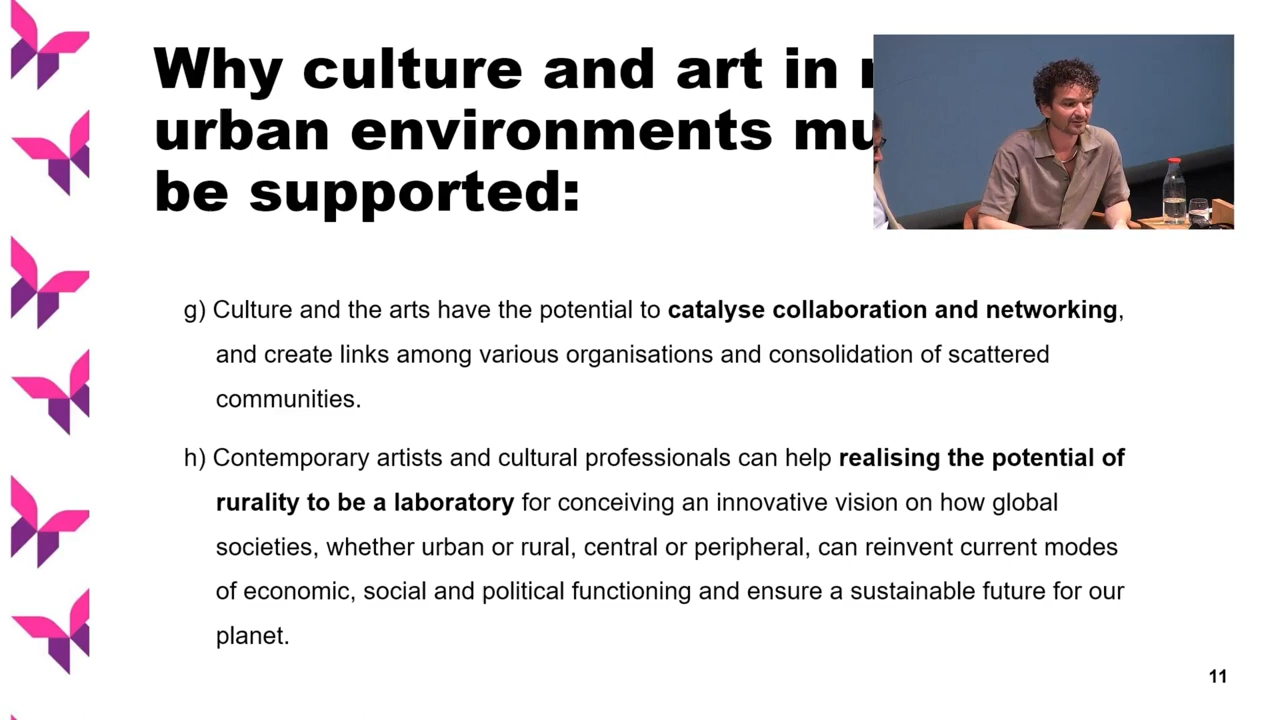 Why culture and art in
urban environments mu
be supported:
g) Culture and the arts have the potential to catalyse collaboration and networking,
and create links among various organisations and consolidation of scattered
communities.
h) Contemporary artists and cultural professionals can help realising the potential of
rurality to be a laboratory for conceiving an innovative vision on how global
societies, whether urban or rural, central or peripheral, can reinvent current modes
of economic, social and political functioning and ensure a sustainable future for our
planet.
11